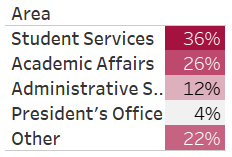 Area
Student Services 36%
Academic Affairs 26%
Administrative S.. 12%
President's Office 4%
Other 22%